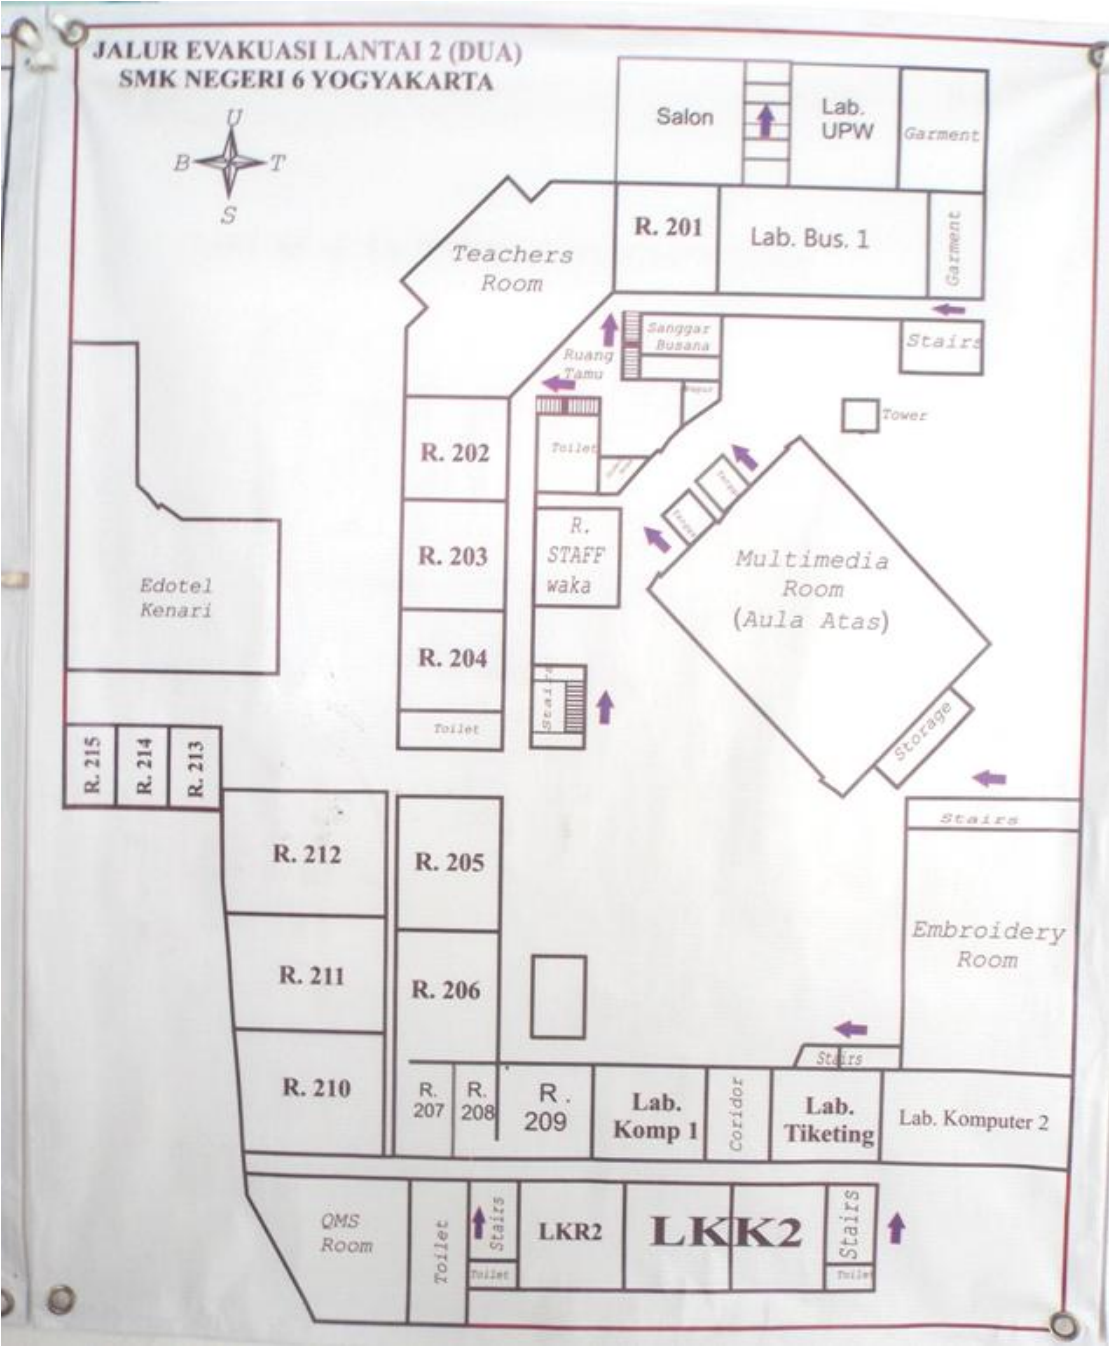 JALUR EVAKUASI LANTAI 2 (DUA)
SMK NEGERI 6 YOGYAKARTA
U
B
T
S
Salon
Lab.
UPW
Garment
R. 201
Lab. Bus. 1
Garment
Teachers
Room
Sanggar
Busana
Stairs
Ruang
Tamu
Tower
R. 202
Toilet
R. 203
R.
STAFF
waka
Multimedia
Room
(Aula Atas)
Edotel
Kenari
R. 204
Stairs
Toilet
Storage
R. 215
R. 214
R. 213
Stairs
R. 212
R. 205
Embroidery
Room
R. 211
R. 206
Stairs
R. 210
R.
207
R.
208
R.
209
Lab.
Komp 1
Coridor
Lab.
Tiketing
Lab. Komputer 2
QMS
Room
Toilet
Stairs
Toilet
LKR2
LKK2
Stairs
Toilet